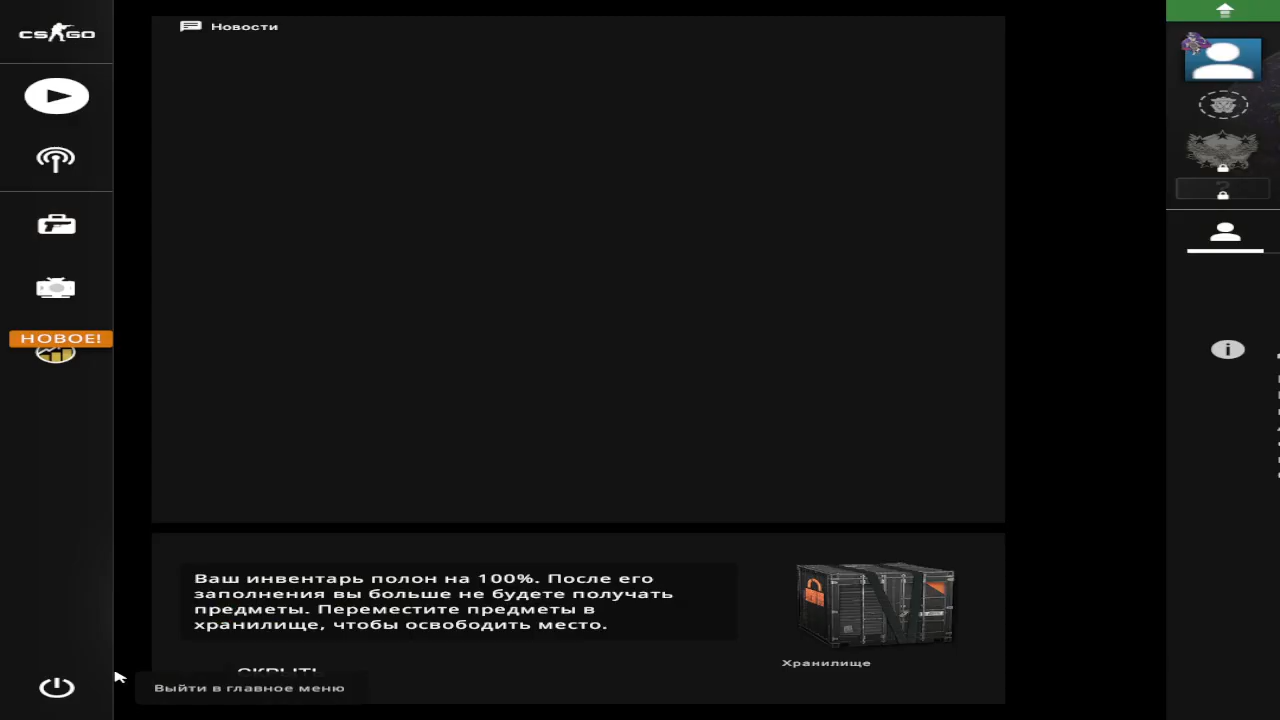 CS GO
Новости
НОВОЕ!
Ваш инвентарь полон на 100%. После его
заполнения вы больше не будете получать
предметы. Переместите предметы в
хранилище, чтобы освободить место.
Хранилище
СКРЫТЬ
Выйти в главное меню